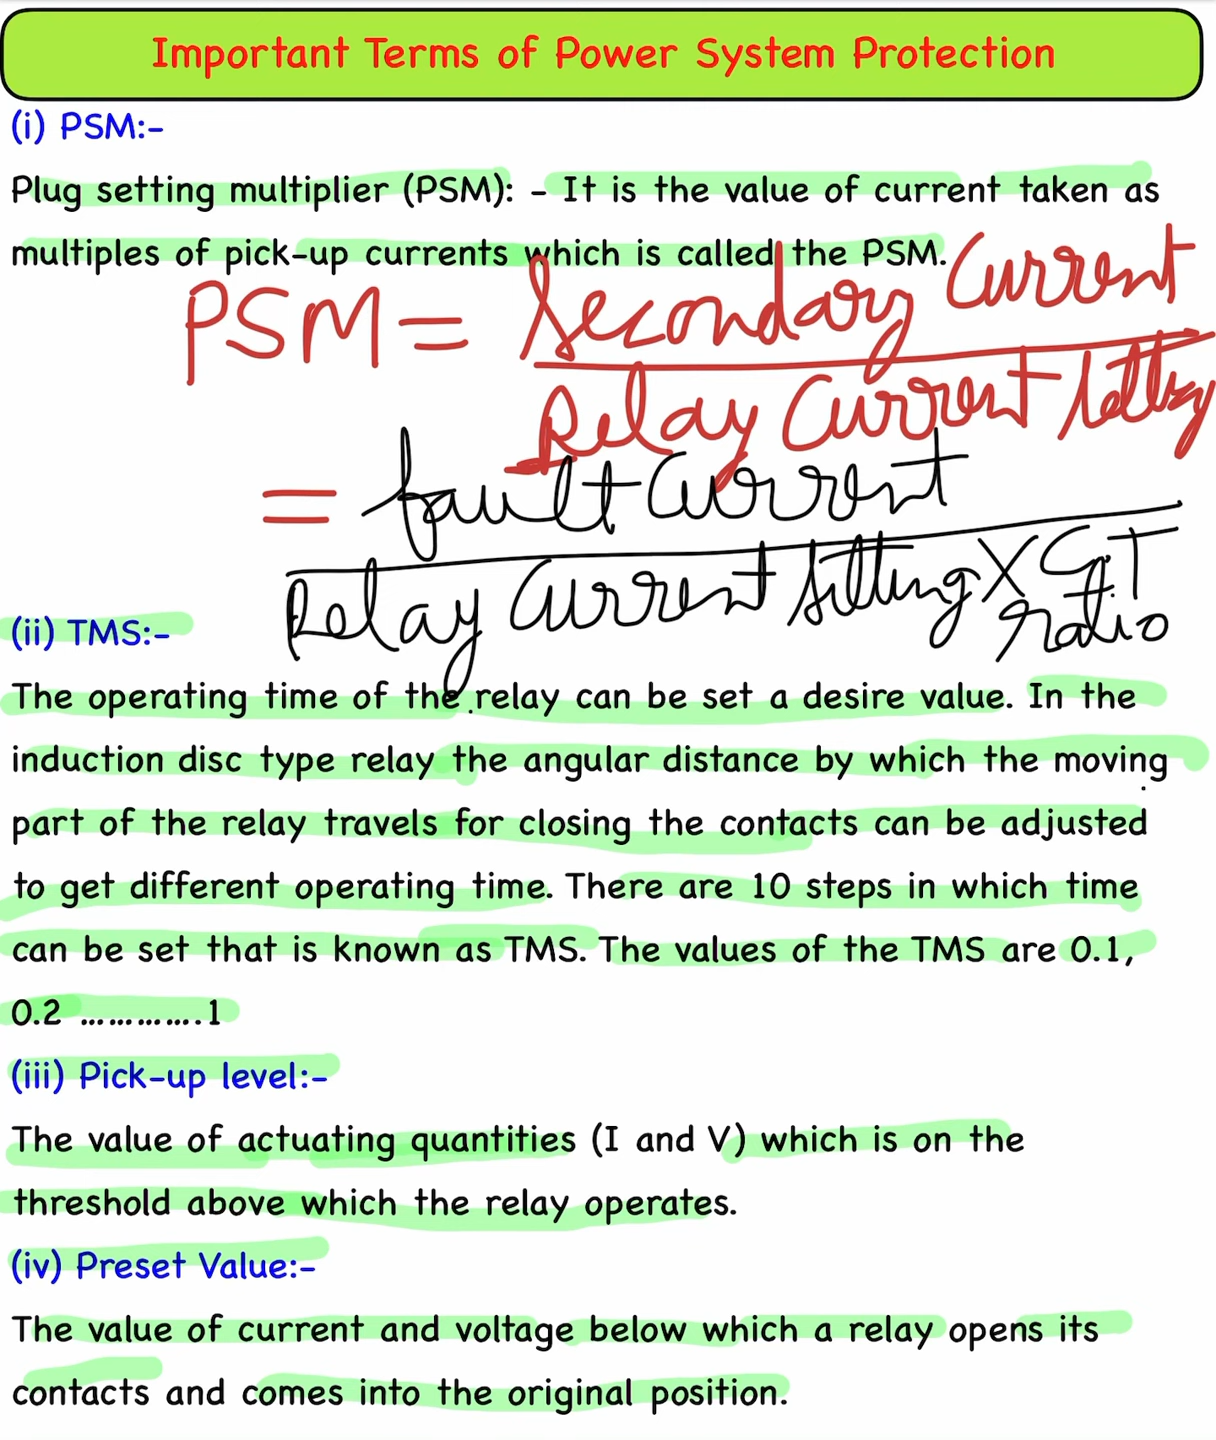 Important Terms of Power System Protection
(i) PSM:-
Plug setting multiplier (PSM): - It is the value of current taken as
multiples of pick-up currents which is called the PSM.
PSM = Secondary Current
Relay Current setting
= fault Current
Relay Current setting X C.T
ratio
(ii) TMS:-
The operating time of the relay can be set a desire value. In the
induction disc type relay the angular distance by which the moving
part of the relay travels for closing the contacts can be adjusted
to get different operating time. There are 10 steps in which time
can be set that is known as TMS. The values of the TMS are 0.1,
0.2 .............1
(iii) Pick-up level:-
The value of actuating quantities (I and V) which is on the
threshold above which the relay operates.
(iv) Preset Value:-
The value of current and voltage below which a relay opens its
contacts and comes into the original position.